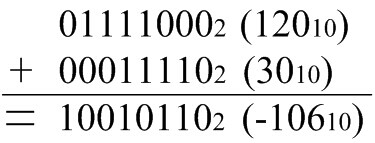 01111000₂ (120₁₀)
+ 00011110₂ (30₁₀)
= 10010110₂ (-106₁₀)